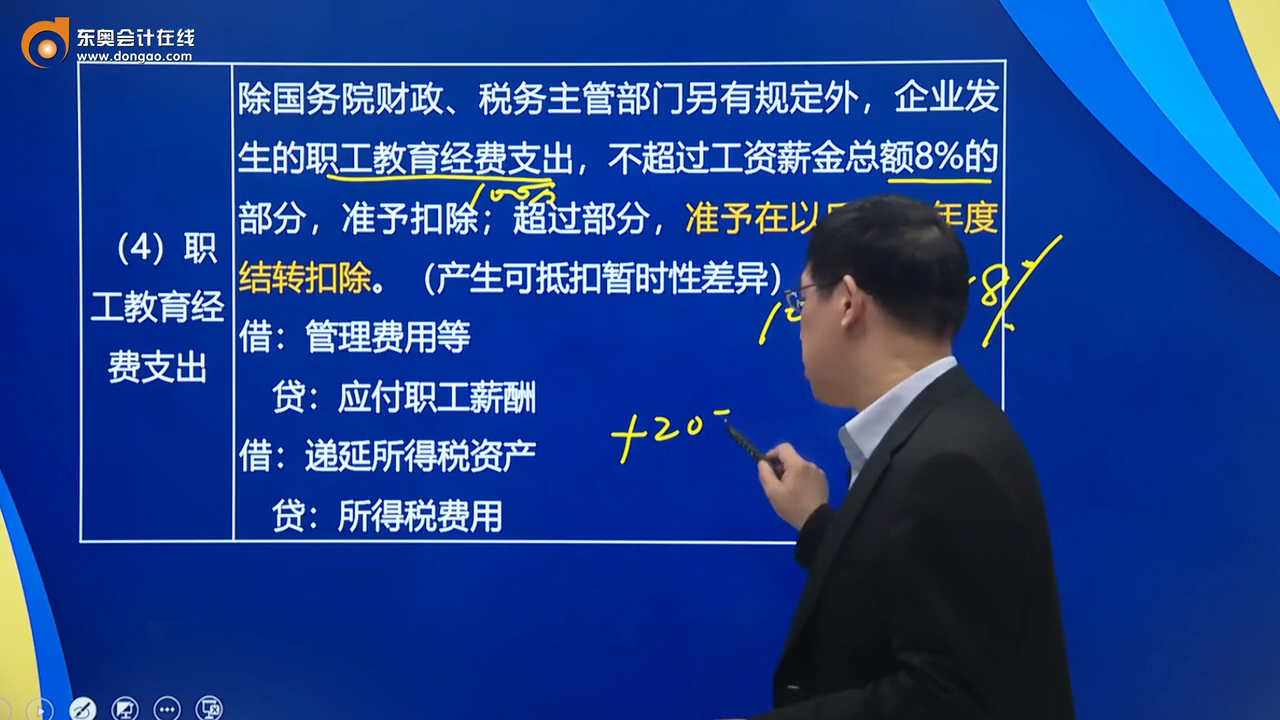 东奥会计在线
www.dongao.com
除国务院财政、税务主管部门另有规定外，企业发
生的职工教育经费支出，不超过工资薪金总额8%的
部分，准予扣除；超过部分，准予在以
年度
结转扣除。（产生可抵扣暂时性差异）
（4）职
工教育经
费支出
借：管理费用等
贷：应付职工薪酬
借：递延所得税资产
贷：所得税费用
8%
+20